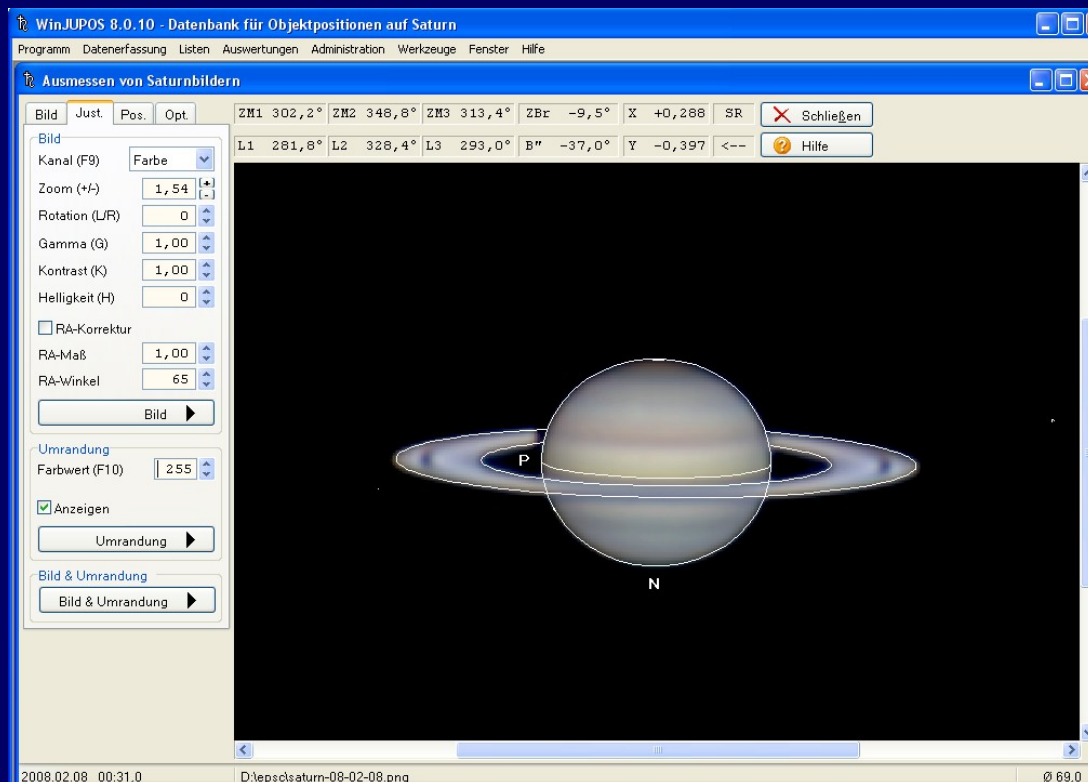 WinJUPOS 8.0.10 - Datenbank für Objektpositionen auf Saturn
Programm Datenerfassung Listen Auswertungen Administration Werkzeuge Fenster Hilfe
Ausmessen von Saturnbildern
Bild Just. Pos. Opt.
ZM1 302,2° ZM2 348,8° ZM3 313,4° ZBr -9,5° X +0,288 SR Schließen
L1 281,8° L2 328,4° L3 293,0° B" -37,0° Y -0,397 <-- Hilfe
Bild
Kanal (F9) Farbe
Zoom (+/-) 1,54 [+] [-]
Rotation (L/R) 0
Gamma (G) 1,00
Kontrast (K) 1,00
Helligkeit (H) 0
RA-Korrektur
RA-Maß 1,00
RA-Winkel 65
Bild
Umrandung
Farbwert (F10) 255
Anzeigen
Umrandung
Bild & Umrandung
Bild & Umrandung
P
N
2008.02.08 00:31.0 D:\epsc\saturn-08-02-08.png Ø 69.0